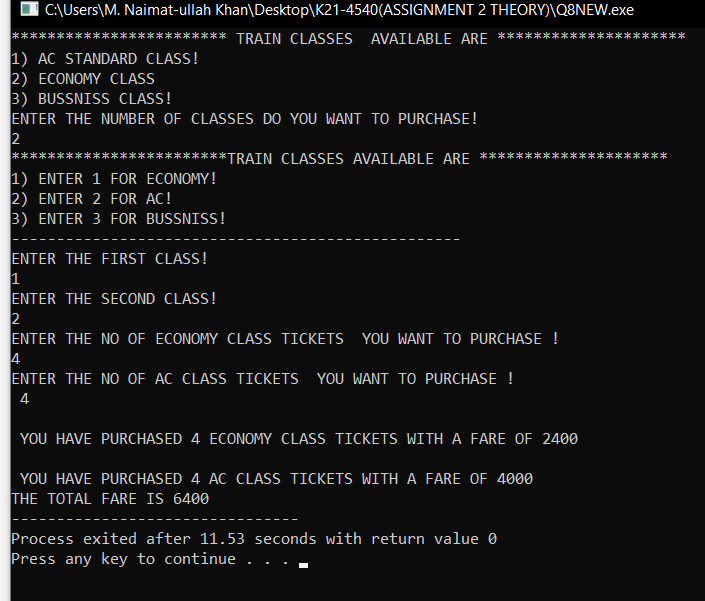 C:\Users\M. Naimat-ullah Khan\Desktop\K21-4540(ASSIGNMENT 2 THEORY)\Q8NEW.exe
************************ TRAIN CLASSES  AVAILABLE ARE *********************
1) AC STANDARD CLASS!
2) ECONOMY CLASS
3) BUSSNISS CLASS!
ENTER THE NUMBER OF CLASSES DO YOU WANT TO PURCHASE!
2
************************TRAIN CLASSES AVAILABLE ARE *********************
1) ENTER 1 FOR ECONOMY!
2) ENTER 2 FOR AC!
3) ENTER 3 FOR BUSSNISS!
--------------------------------------------------
ENTER THE FIRST CLASS!
1
ENTER THE SECOND CLASS!
2
ENTER THE NO OF ECONOMY CLASS TICKETS  YOU WANT TO PURCHASE !
4
ENTER THE NO OF AC CLASS TICKETS  YOU WANT TO PURCHASE !
 4
 YOU HAVE PURCHASED 4 ECONOMY CLASS TICKETS WITH A FARE OF 2400
 YOU HAVE PURCHASED 4 AC CLASS TICKETS WITH A FARE OF 4000
THE TOTAL FARE IS 6400
--------------------------------
Process exited after 11.53 seconds with return value 0
Press any key to continue . . .